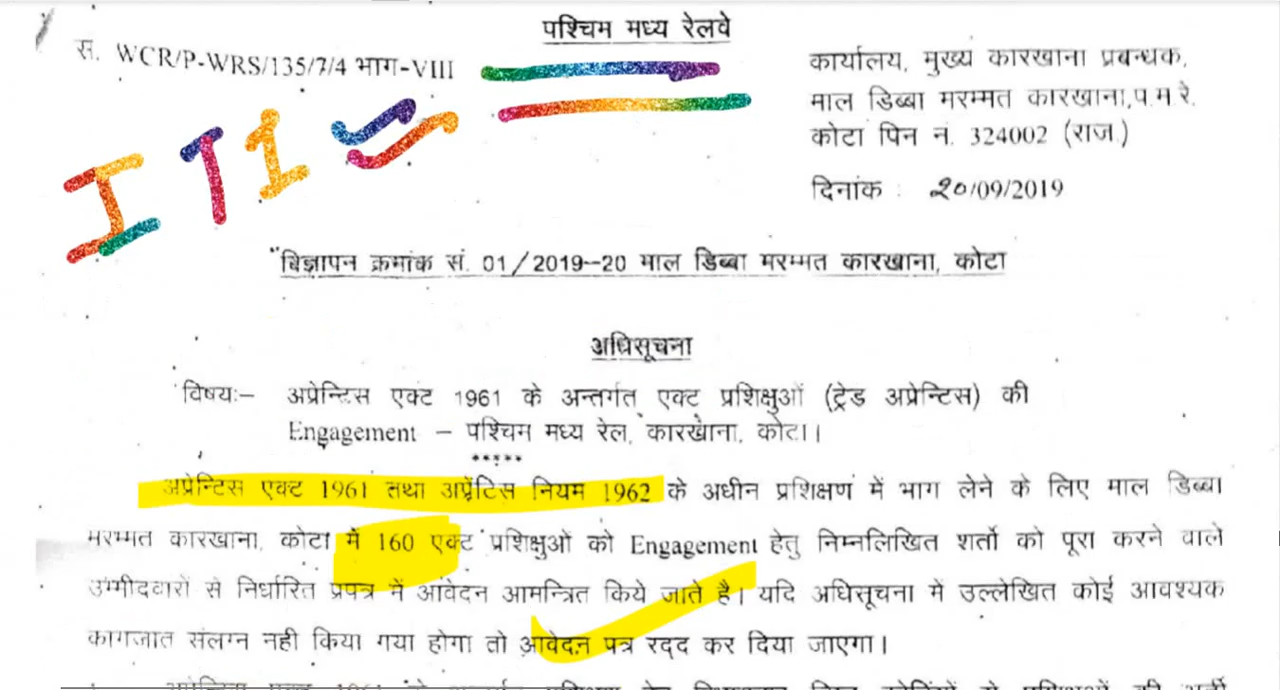 पश्चिम मध्य रेलवे
स. WCR/P-WRS/135/7/4 भाग-VIII
कार्यालय, मुख्य कारखाना प्रबन्धक,
माल डिब्बा मरम्मत कारखाना,प.म.रे.
कोटा पिन नं. 324002 (राज.)
दिनांक : 20/09/2019
ITI
"विज्ञापन क्रमांक सं. 01/2019--20 माल डिब्बा मरम्मत कारखाना, कोटा
अधिसूचना
विषयः– अप्रेन्टिस एक्ट 1961 के अन्तर्गत एक्ट प्रशिक्षुओं (ट्रेड अप्रेन्टिस) की
Engagement – पश्चिम मध्य रेल, कारखाना, कोटा।
*****
अप्रेन्टिस एक्ट 1961 तथा अप्रेंटिस नियम 1962 के अधीन प्रशिक्षण में भाग लेने के लिए माल डिब्बा
मरम्मत कारखाना, कोटा में 160 एक्ट प्रशिक्षुओं को Engagement हेतु निम्नलिखित शर्तो को पूरा करने वाले
उम्मीदवारों से निर्धारित प्रपत्र में आवेदन आमन्त्रित किये जाते है। यदि अधिसूचना में उल्लेखित कोई आवश्यक
कागजात संलग्न नही किया गया होगा तो आवेदन पत्र रद्द कर दिया जाएगा।